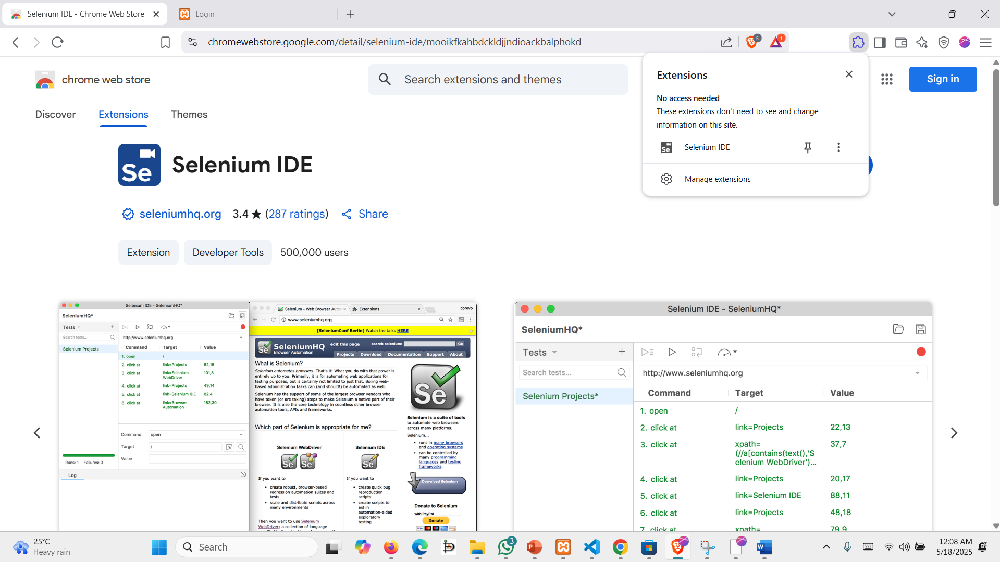 Selenium IDE - Chrome Web Store
Login
chromewebstore.google.com/detail/selenium-ide/mooikfkahbdckldjjndioackbalphokd
5
1
chrome web store
Search extensions and themes
Sign in
Discover
Extensions
Themes
Extensions
No access needed
These extensions don't need to see and change
information on this site.
Selenium IDE
Manage extensions
Se
Selenium IDE
seleniumhq.org
3.4 ★ (287 ratings)
Share
Extension
Developer Tools
500,000 users
Selenium IDE - SeleniumHQ*
SeleniumHQ*
Tests
Search tests...
http://www.seleniumhq.org
Selenium Projects
Command Target Value
1. open /
2. click at link=Projects 62,16
3. click at link=Selenium WebDriver 101,8
4. click at link=Projects 49,14
5. click at link=Selenium IDE 82,4
6. click at link=Browser Automation 182,30
Command open
Target /
Value
Runs: 1 Failures: 0
Log
Selenium - Web Browser Autom
Extensions
corevo
www.seleniumhq.org
[SeleniumConf Berlin] Watch the talks HERE
SeleniumHQ
Browser Automation
edit this page
search selenium:
Go
Projects Download Documentation Support About
What is Selenium?
Selenium automates browsers. That's it! What you do with that power is
entirely up to you. Primarily, it is for automating web applications for
testing purposes, but is certainly not limited to just that. Boring web-
based administration tasks can (and should!) be automated as well.
Selenium has the support of some of the largest browser vendors who
have taken (or are taking) steps to make Selenium a native part of their
browser. It is also the core technology in countless other browser
automation tools, APIs and frameworks.
Which part of Selenium is appropriate for me?
Selenium WebDriver
If you want to
create robust, browser-based
regression automation suites and
tests
scale and distribute scripts across
many environments
Then you want to use Selenium
WebDriver; a collection of language
Selenium IDE
If you want to
create quick bug
reproduction
scripts
create scripts to
aid in
automation-aided
exploratory
testing
Se
Selenium is a suite of tools
to automate web browsers
across many platforms.
Selenium...
runs in many browsers
and operating systems
can be controlled by
many programming
languages and testing
frameworks.
Download Selenium
Donate to Selenium
with PayPal
Donate
Selenium IDE - SeleniumHQ*
SeleniumHQ*
Tests
Search tests...
http://www.seleniumhq.org
Selenium Projects*
Command Target Value
1. open /
2. click at link=Projects 22,13
3. click at xpath= 37,7
(//a[contains(text(),'S
elenium WebDriver')...
4. click at link=Projects 20,17
5. click at link=Selenium IDE 88,11
6. click at link=Projects 48,18
7. click at xpath= 79,9
25°C
Heavy rain
Search
3
12:08 AM
5/18/2025